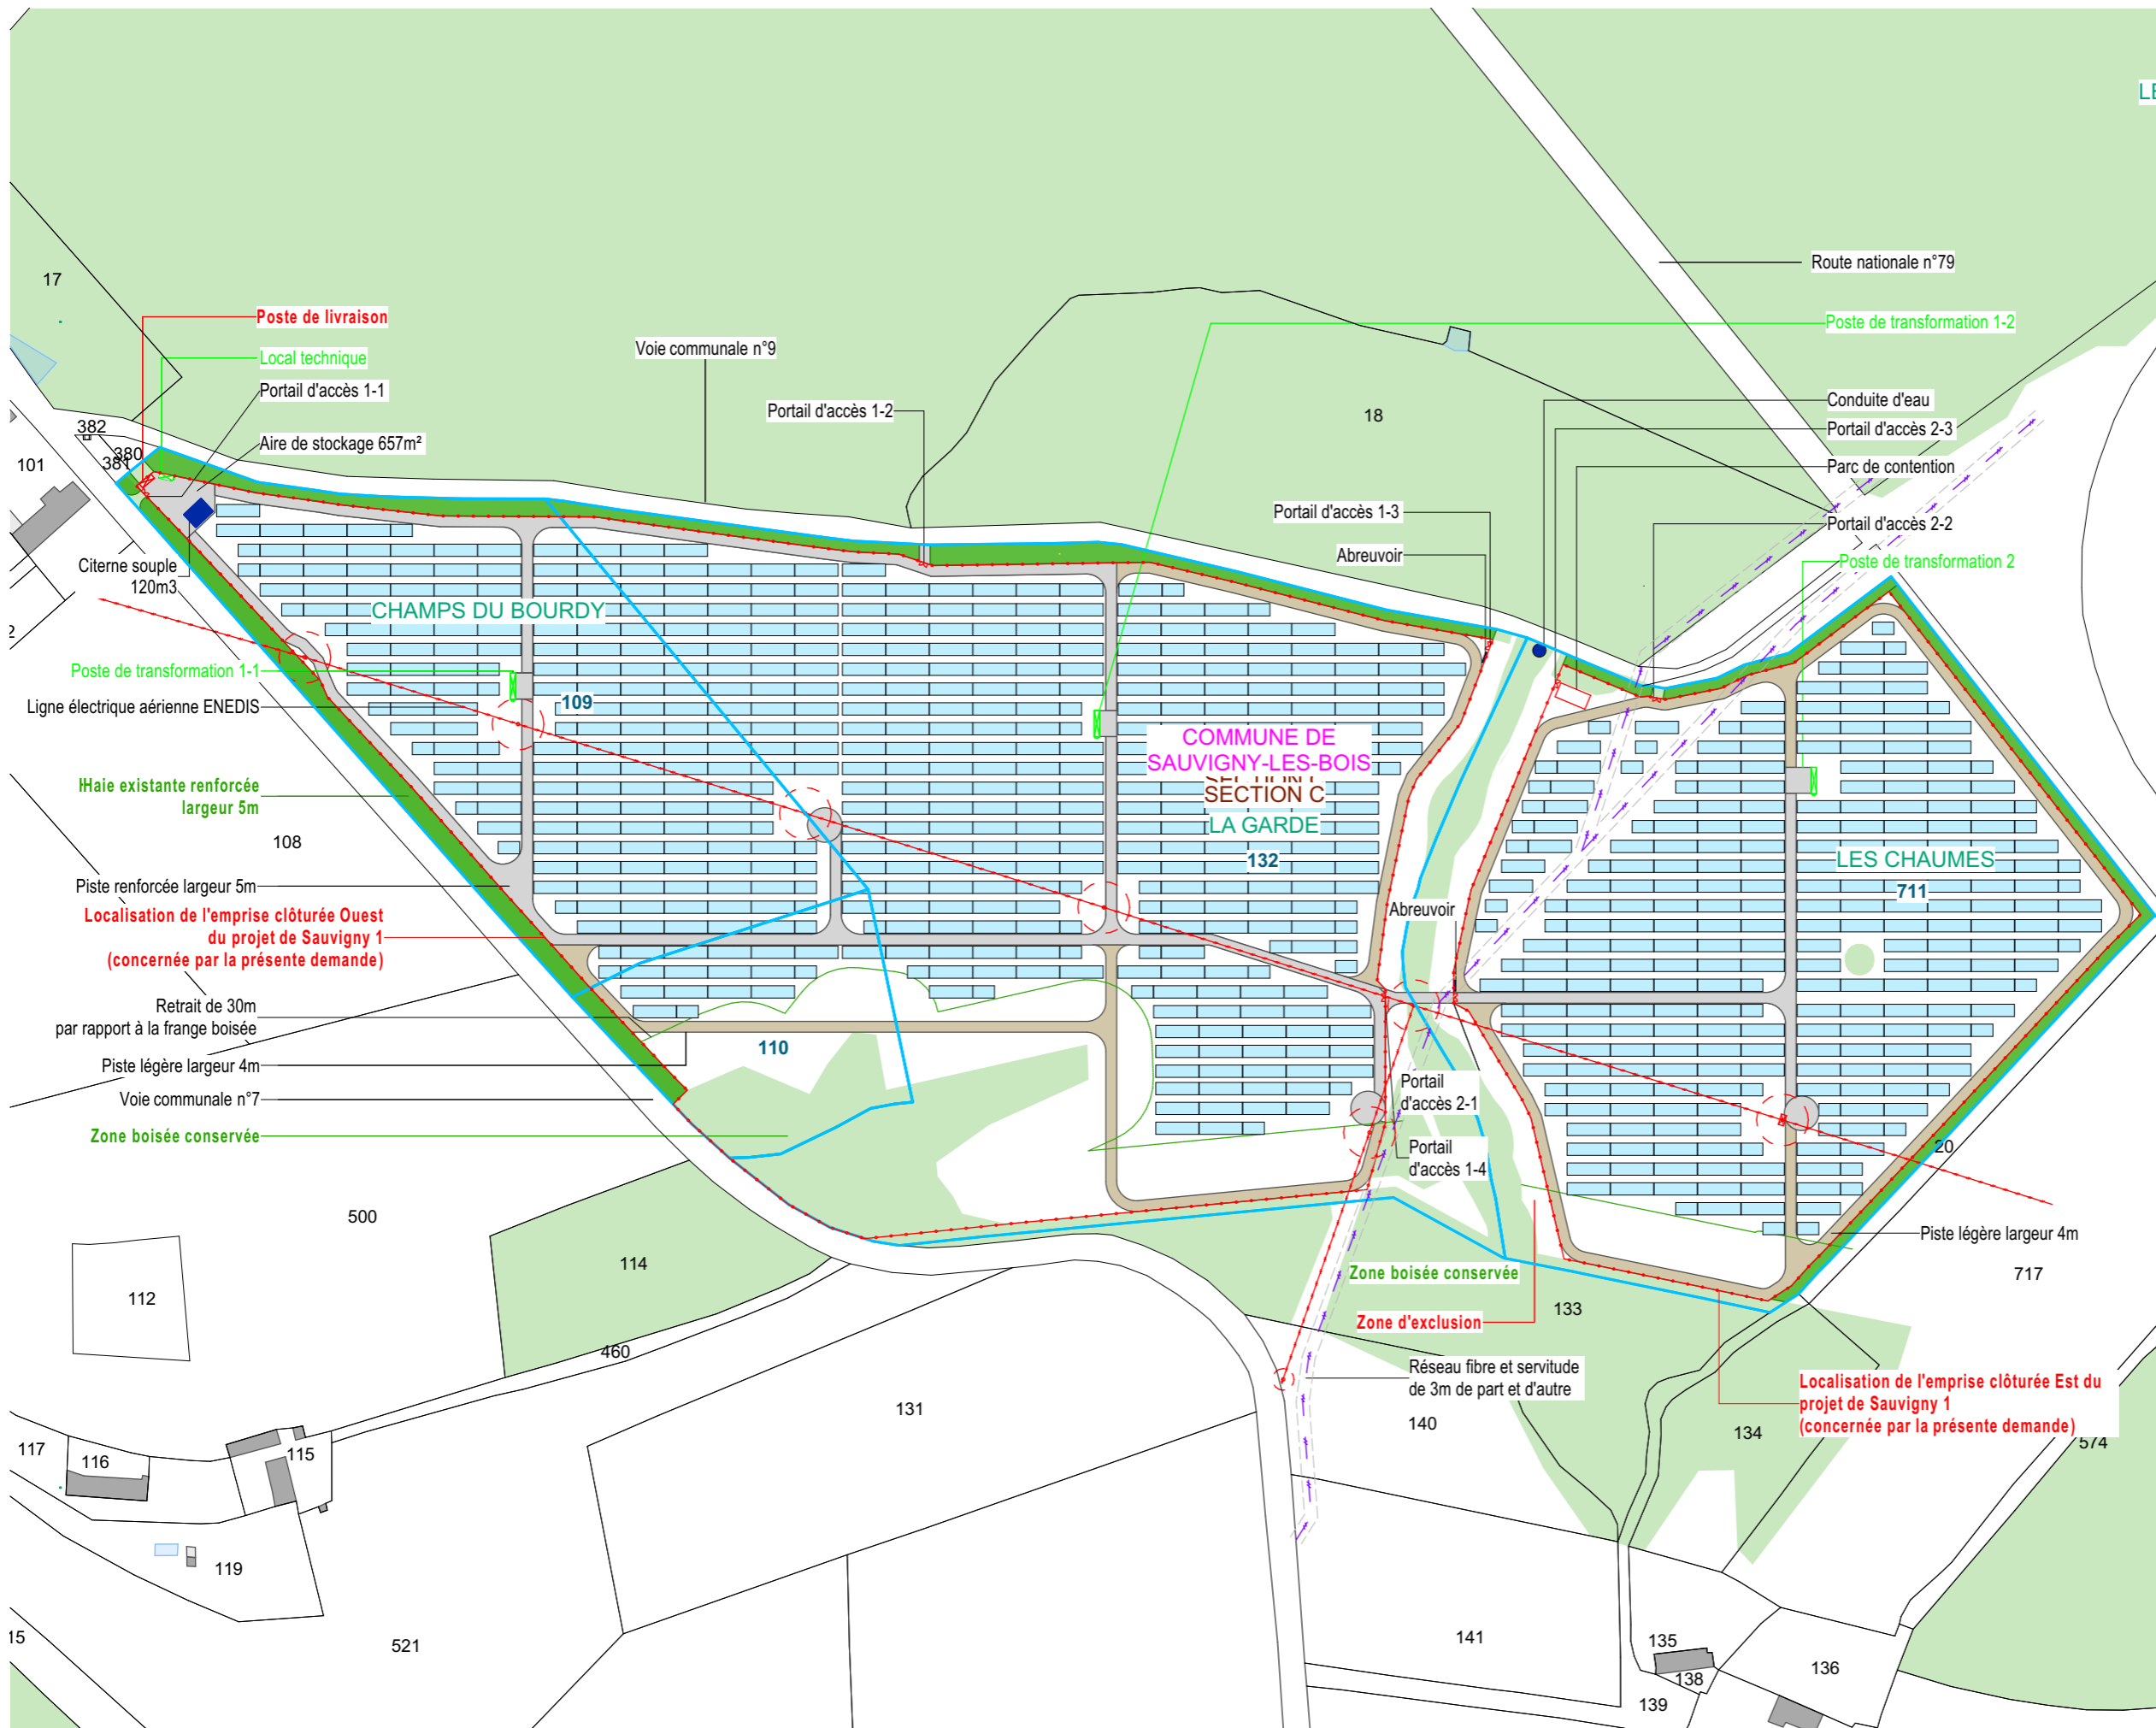 LE
Route nationale n°79
17
Poste de livraison
Poste de transformation 1-2
Voie communale n°9
Local technique
Portail d'accès 1-1
Conduite d'eau
Portail d'accès 1-2
18
382
Portail d'accès 2-3
Aire de stockage 657m²
380
381
101
Parc de contention
Portail d'accès 1-3
Portail d'accès 2-2
Abreuvoir
Poste de transformation 2
Citerne souple
120m3
CHAMPS DU BOURDY
2
Poste de transformation 1-1
109
Ligne électrique aérienne ENEDIS
COMMUNE DE
SAUVIGNY-LES-BOIS
SECTION C
SECTION C
Haie existante renforcée
largeur 5m
LA GARDE
108
132
LES CHAUMES
711
Piste renforcée largeur 5m
Abreuvoir
Localisation de l'emprise clôturée Ouest
du projet de Sauvigny 1
(concernée par la présente demande)
Retrait de 30m
par rapport à la frange boisée
110
Piste légère largeur 4m
Portail
d'accès 2-1
Voie communale n°7
Zone boisée conservée
Portail
d'accès 1-4
20
500
Piste légère largeur 4m
114
Zone boisée conservée
717
112
133
Zone d'exclusion
460
Réseau fibre et servitude
de 3m de part et d'autre
Localisation de l'emprise clôturée Est du
projet de Sauvigny 1
(concernée par la présente demande)
131
140
134
574
117
116
115
119
521
15
141
135
138
136
139